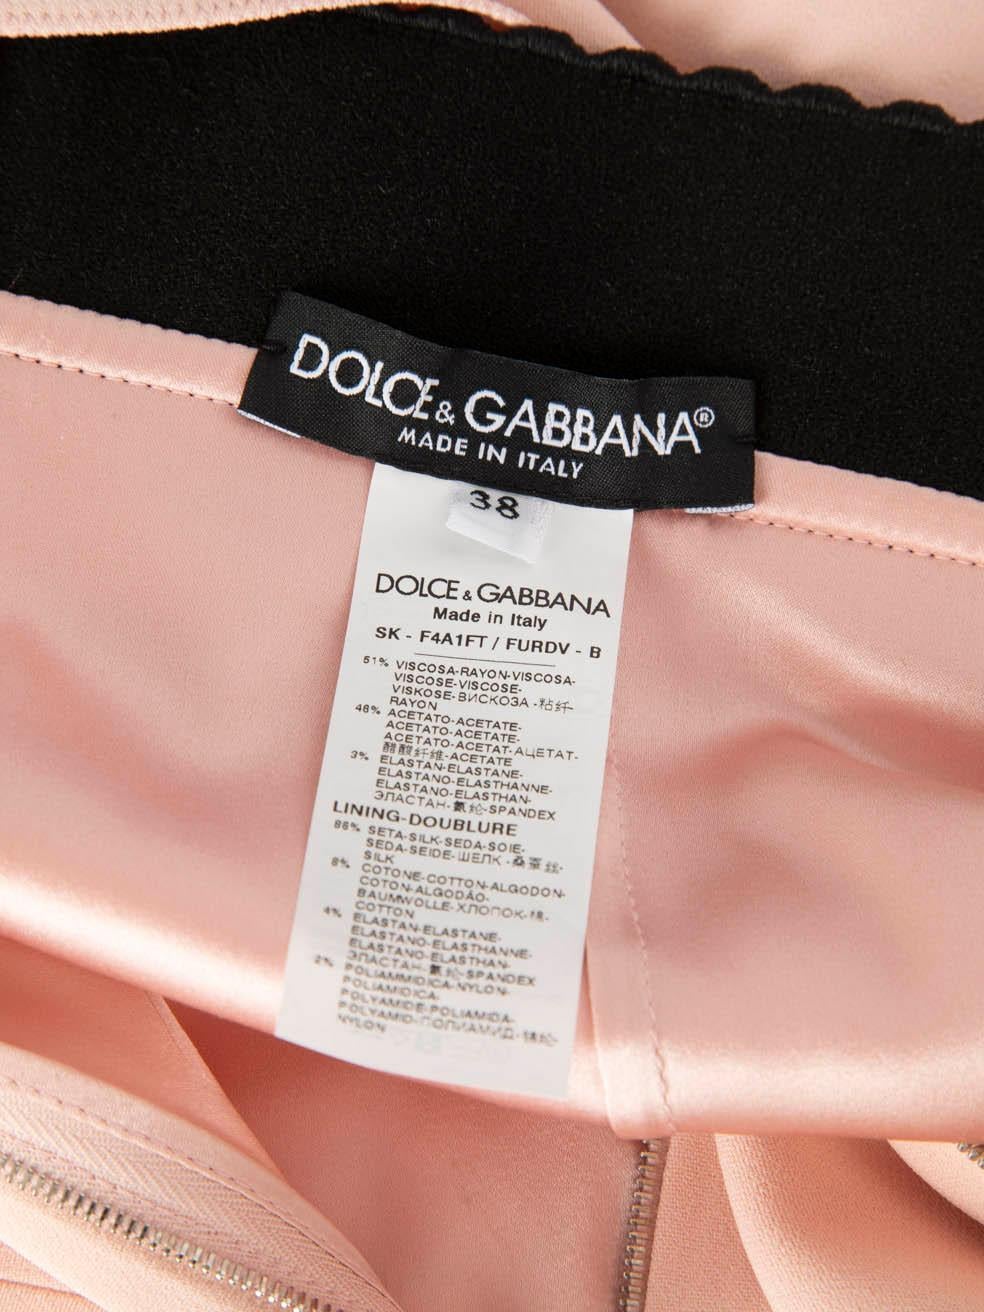 DOLCE & GABBANA®
MADE IN ITALY
38
DOLCE & GABBANA
Made in Italy
SK - F4A1FT / FURDV - B
51% VISCOSA-RAYON-VISCOSA-
VISCOSE-VISCOSE-
VISKOSE-ВИСКОЗА -粘纤-
RAYON
46% ACETATO-ACETATE-
ACETATO-ACETATE-
ACETATO-ACETAT-АЦЕТАТ-
醋酸纤维-ACETATE
3% ELASTAN-ELASTANE-
ELASTANO-ELASTHANNE-
ELASTANO-ELASTHAN-
ЭЛАСТАН-氨纶-SPANDEX
LINING-DOUBLURE
86% SETA-SILK-SEDA-SOIE-
SEDA-SEIDE-ШЕЛК -桑蚕丝-
SILK
8% COTONE-COTTON-ALGODON-
COTON-ALGODÃO-
BAUMWOLLE-ХЛОПОК-棉-
COTTON
4% ELASTAN-ELASTANE-
ELASTANO-ELASTHANNE-
ELASTANO-ELASTHAN-
ЭЛАСТАН-氨纶-SPANDEX
2% POLIAMMIDICA-NYLON-
POLIAMIDICA-
POLYAMIDE-POLIAMIDA-
POLYAMID-ПОЛИАМИД-锦纶-
NYLON